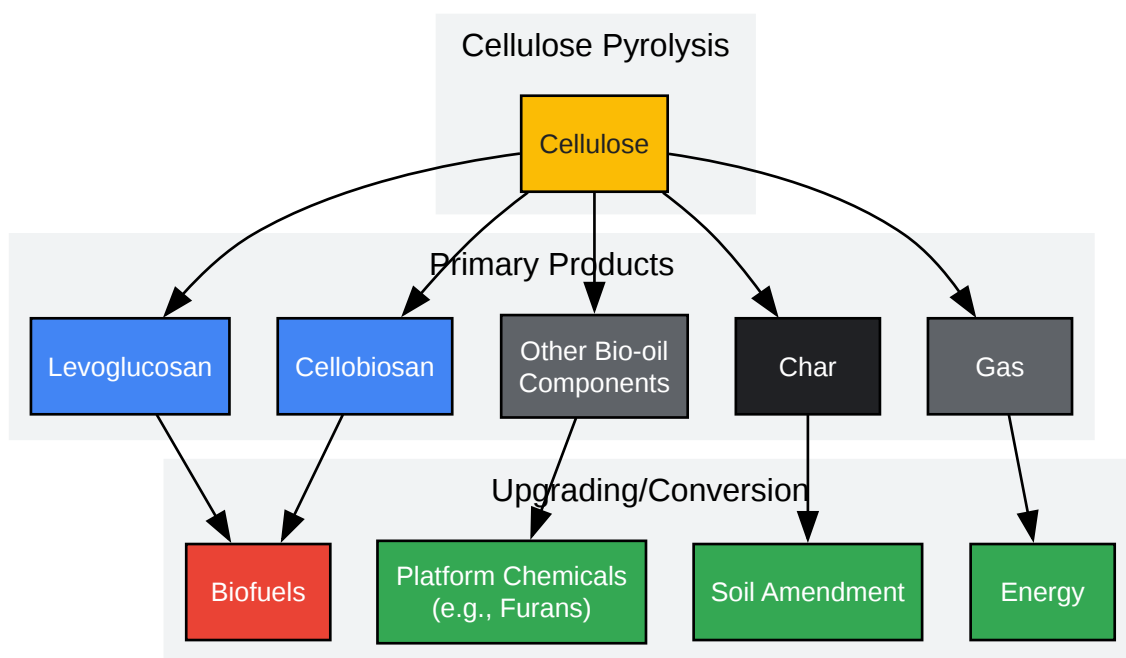 Cellulose Pyrolysis
Cellulose
Primary Products
Levoglucosan
Cellobiosan
Other Bio-oil
Components
Char
Gas
Upgrading/Conversion
Biofuels
Platform Chemicals
(e.g., Furans)
Soil Amendment
Energy